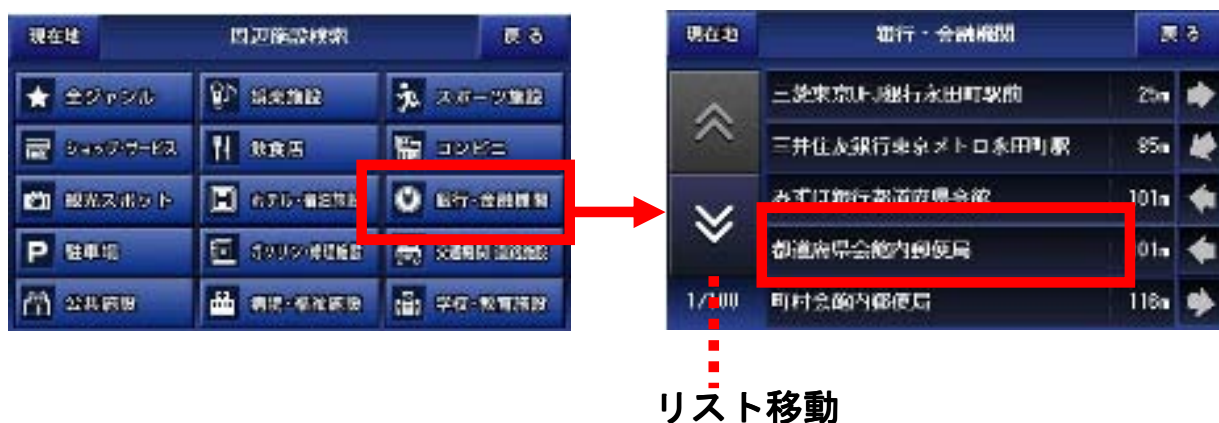 現在地 周辺施設検索 戻る
全ジャンル 娯楽施設 スポーツ施設
ショップ・サービス 飲食店 コンビニ
観光スポット ホテル・宿泊施設 銀行・金融機関
駐車場 ガソリン・修理施設 交通機関・道路施設
公共施設 病院・福祉施設 学校・教育施設
現在地 銀行・金融機関 戻る
三菱東京UFJ銀行永田町駅前 25m
三井住友銀行東京メトロ永田町駅 85m
みずほ銀行都道府県会館 101m
都道府県会館内郵便局 01m
1/100 町村会館内郵便局 116m
リスト移動